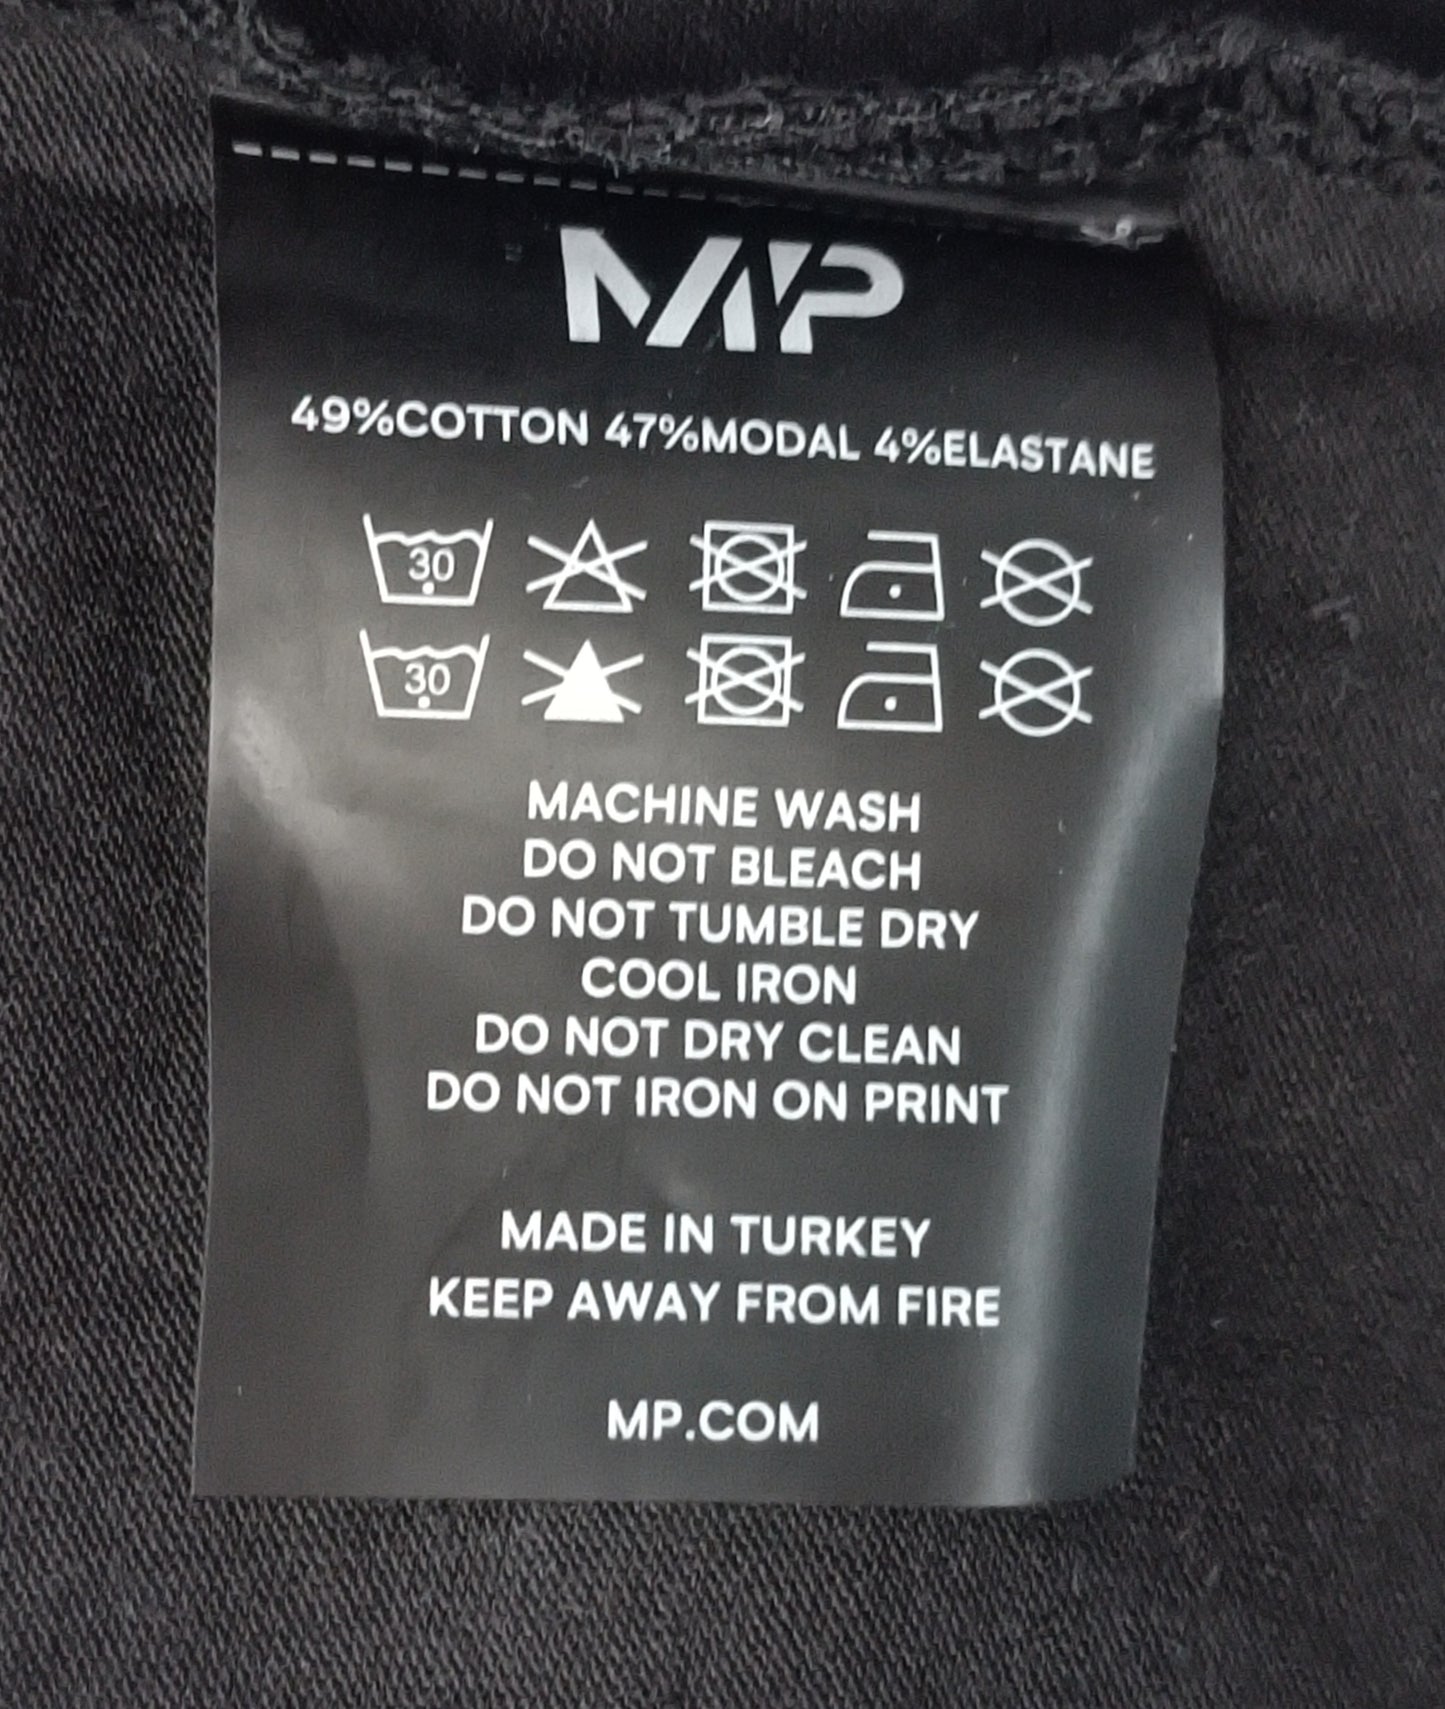 MP
49%COTTON 47%MODAL 4%ELASTANE
30
30
MACHINE WASH
DO NOT BLEACH
DO NOT TUMBLE DRY
COOL IRON
DO NOT DRY CLEAN
DO NOT IRON ON PRINT
MADE IN TURKEY
KEEP AWAY FROM FIRE
MP.COM